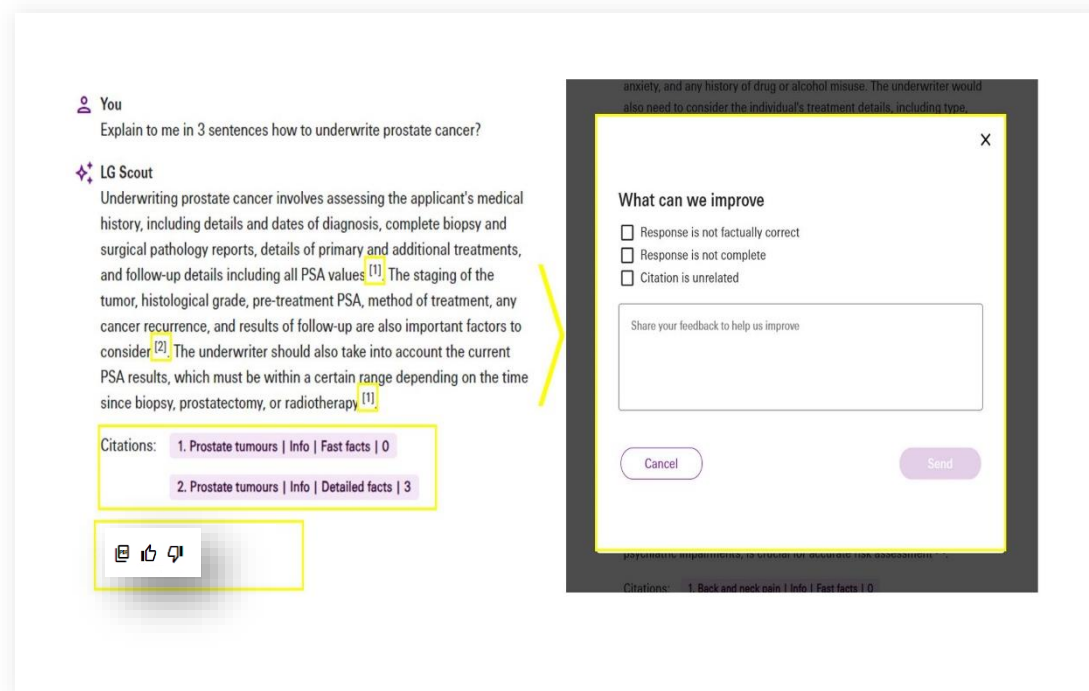 You
Explain to me in 3 sentences how to underwrite prostate cancer?
LG Scout
Underwriting prostate cancer involves assessing the applicant's medical
history, including details and dates of diagnosis, complete biopsy and
surgical pathology reports, details of primary and additional treatments,
and follow-up details including all PSA values [1]. The staging of the
tumor, histological grade, pre-treatment PSA, method of treatment, any
cancer recurrence, and results of follow-up are also important factors to
consider [2]. The underwriter should also take into account the current
PSA results, which must be within a certain range depending on the time
since biopsy, prostatectomy, or radiotherapy [1].
Citations: 1. Prostate tumours | Info | Fast facts | 0
2. Prostate tumours | Info | Detailed facts | 3
anxiety, and any history of drug or alcohol misuse. The underwriter would
also need to consider the individual's treatment details, including type,
X
What can we improve
Response is not factually correct
Response is not complete
Citation is unrelated
Share your feedback to help us improve
Cancel
Send
psychiatric impairments, is crucial for accurate risk assessment
Citations: 1. Back and neck pain | Info | Fast facts | 0